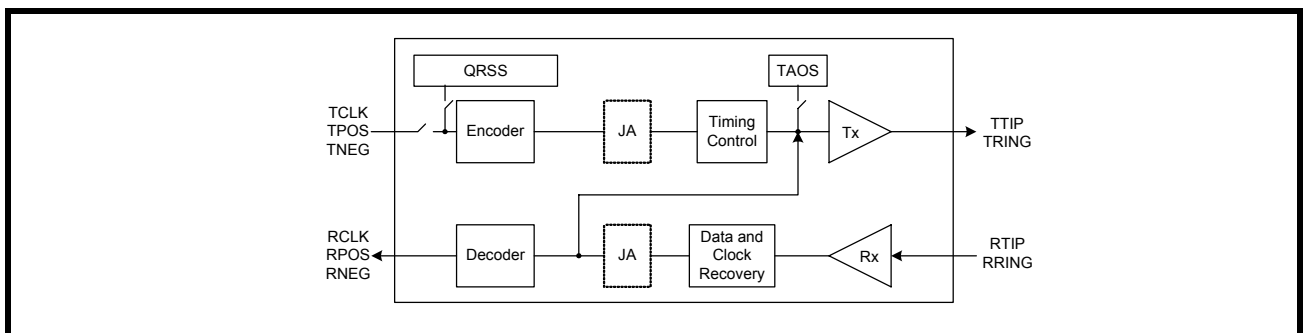 QRSS
TAOS
TCLK
TPOS
TNEG
Encoder
JA
Timing
Control
Tx
TTIP
TRING
RCLK
RPOS
RNEG
Decoder
JA
Data and
Clock
Recovery
Rx
RTIP
RRING